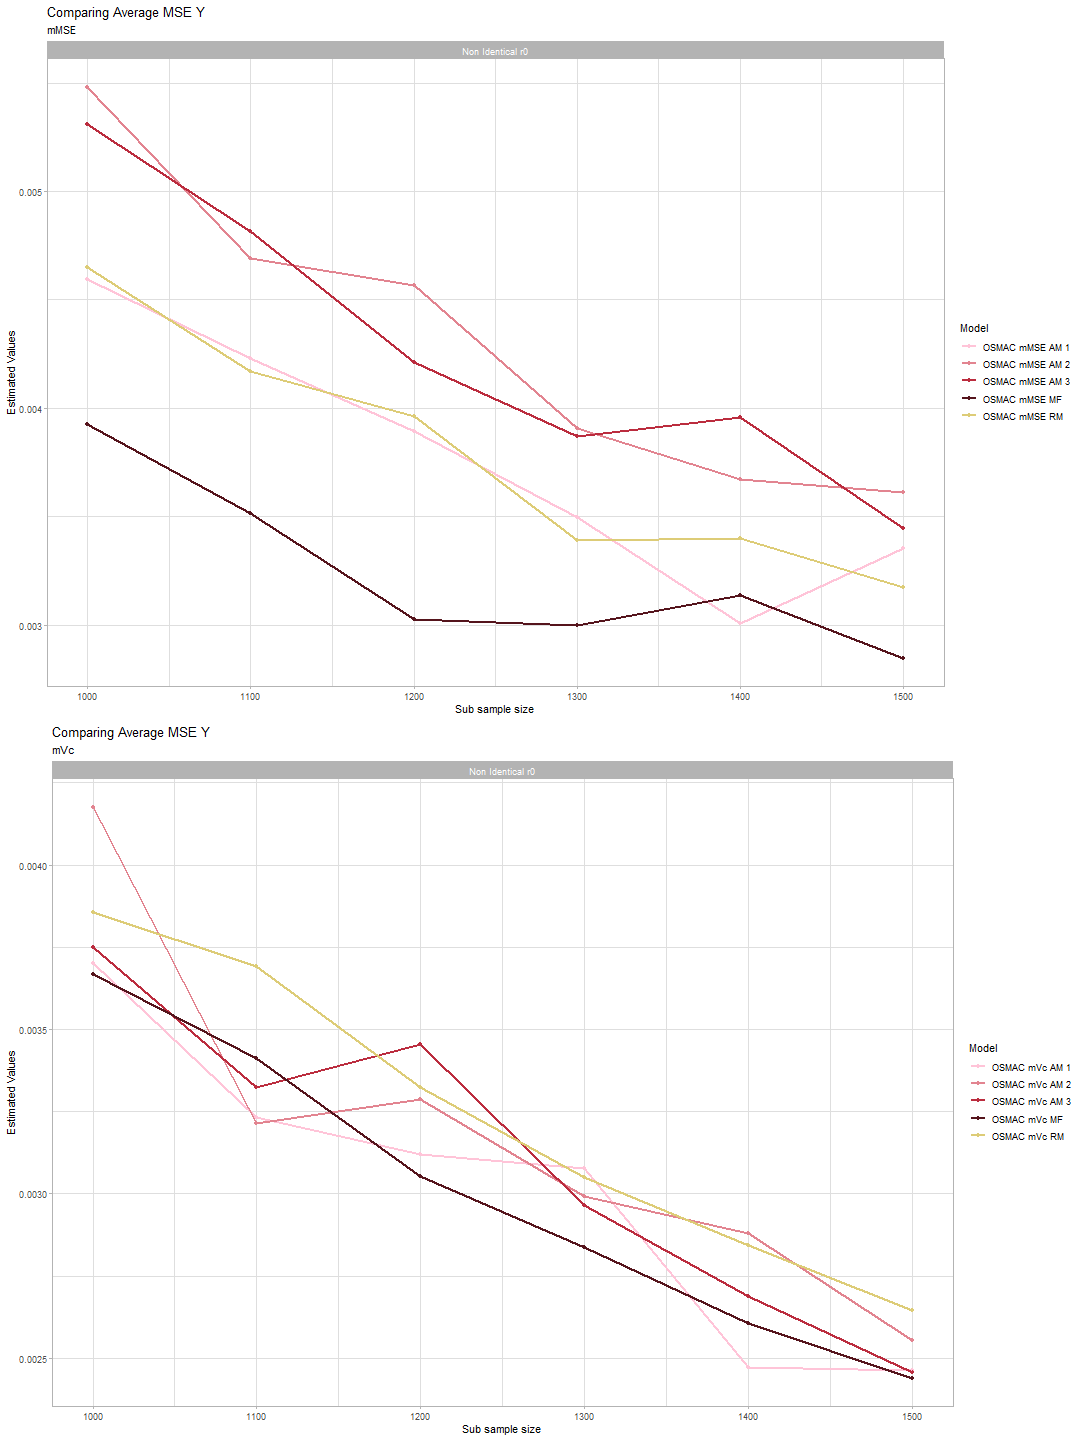 Comparing Average MSE Y
mMSE
Non Identical r0
0.005
0.004
0.003
Estimated Values
1000 1100 1200 1300 1400 1500
Sub sample size
Model
OSMAC mMSE AM 1
OSMAC mMSE AM 2
OSMAC mMSE AM 3
OSMAC mMSE MF
OSMAC mMSE RM
Comparing Average MSE Y
mVc
Non Identical r0
0.0040
0.0035
0.0030
0.0025
Estimated Values
1000 1100 1200 1300 1400 1500
Sub sample size
Model
OSMAC mVc AM 1
OSMAC mVc AM 2
OSMAC mVc AM 3
OSMAC mVc MF
OSMAC mVc RM